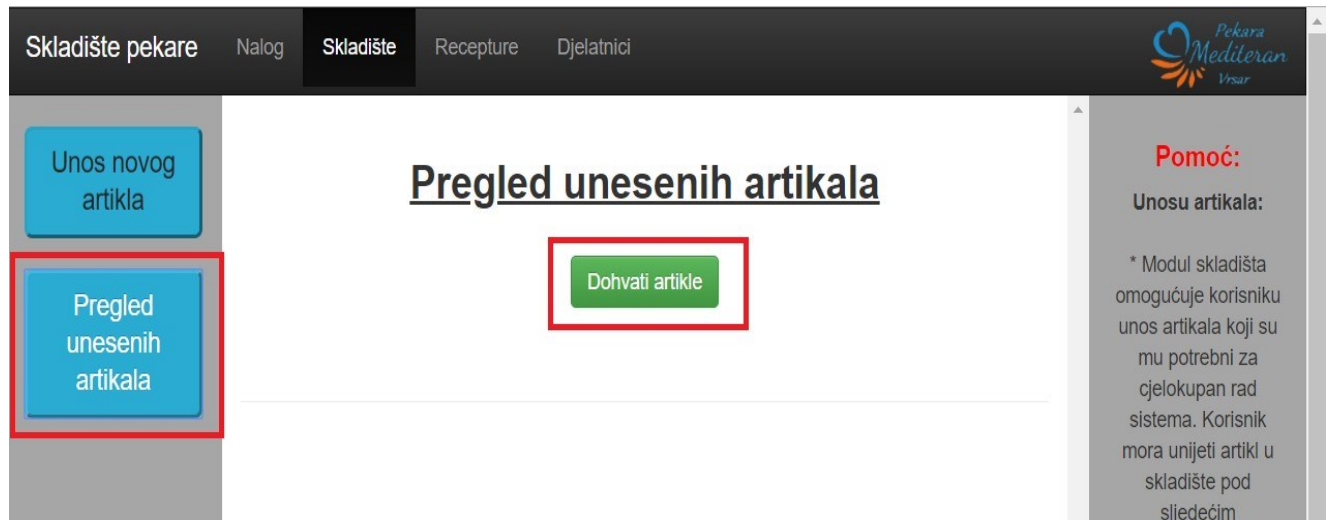 Skladište pekare Nalog Skladište Recepture Djelatnici
Pekara
Mediteran
Vrsar
Unos novog
artikla
Pregled
unesenih
artikala
Pregled unesenih artikala
Dohvati artikle
Pomoć:
Unosu artikala:
* Modul skladišta
omogućuje korisniku
unos artikala koji su
mu potrebni za
cjelokupan rad
sistema. Korisnik
mora unijeti artikl u
skladište pod
sljedećim